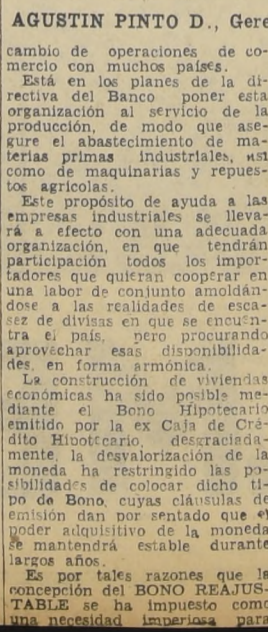 AGUSTIN PINTO D., Gere
cambio de operaciones de co-
mercio con muchos países.
Está en los planes de la di-
rectiva del Banco poner esta
organización al servicio de la
producción, de modo que ase-
gure el abastecimiento de ma-
terias primas industriales, así
como de maquinarias y repues-
tos agrícolas.
Este propósito de ayuda a las
empresas industriales se lleva-
rá a efecto con una adecuada
organización, en que tendrán
participación todos los impor-
tadores que quieran cooperar en
una labor de conjunto amoldán-
dose a las realidades de esca-
sez de divisas en que se encuen-
tra el país, pero procurando
aprovechar esas disponibilida-
des, en forma armónica.
La construcción de viviendas
económicas ha sido posible me-
diante el Bono Hipotecario
emitido por la ex Caja de Cré-
dito Hipotecario, desgraciada-
mente, la desvalorización de la
moneda ha restringido las po-
sibilidades de colocar dicho ti-
po de Bono, cuyas cláusulas de
emisión dan por sentado que el
poder adquisitivo de la moneda
se mantendrá estable durante
largos años.
Es por tales razones que la
concepción del BONO REAJUS-
TABLE se ha impuesto como
una necesidad imperiosa para